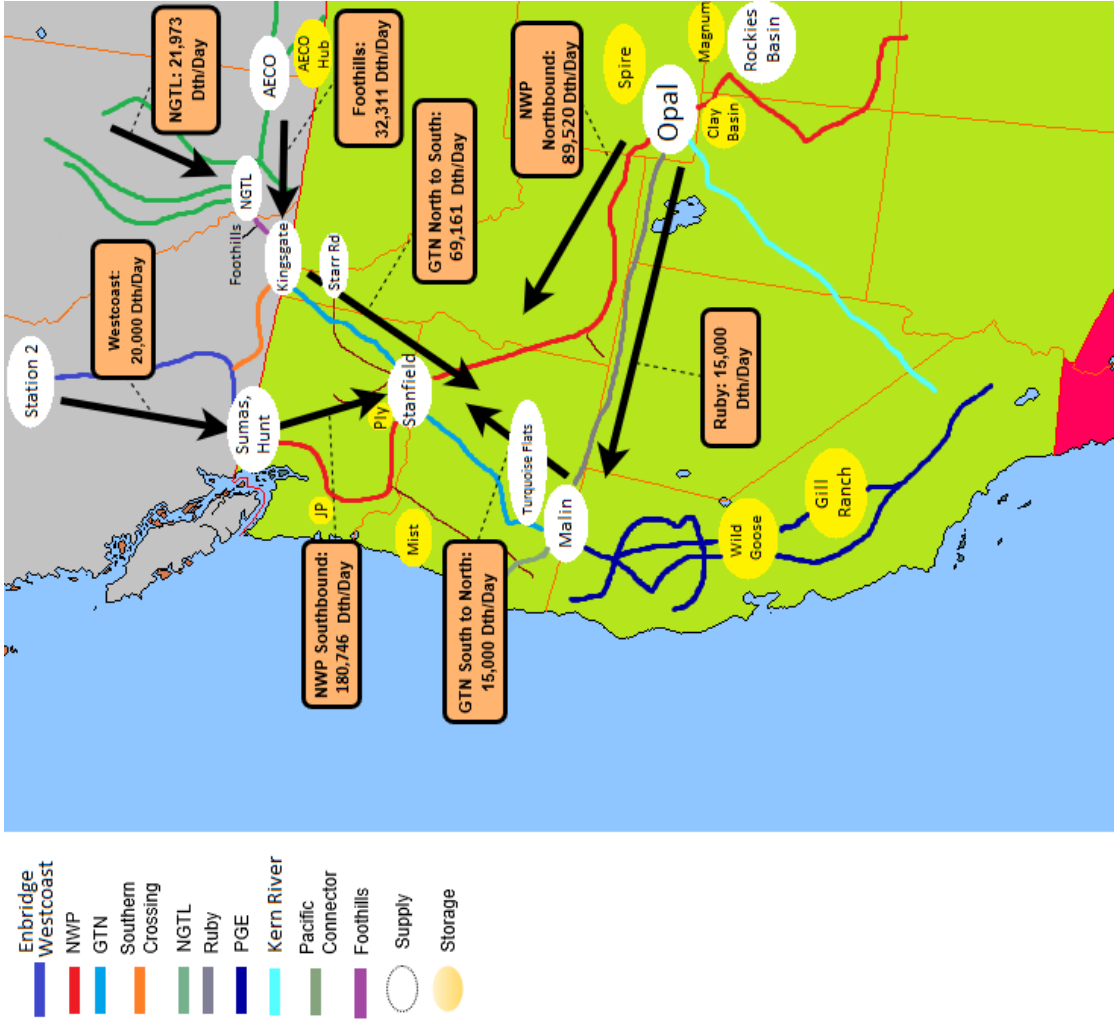 Enbridge
Westcoast
NWP
GTN
Southern
Crossing
NGTL
Ruby
PGE
Kern River
Pacific
Connector
Foothills
Supply
Storage
Station 2
Westcoast:
20,000 Dth/Day
NGTL: 21,973
Dth/Day
AECO
AECO
Hub
Foothills:
32,311 Dth/Day
NGTL
Foothills
Kingsgate
Sumas,
Hunt
Starr Rd
GTN North to South:
69,161 Dth/Day
JP
Ply
Stanfield
NWP Southbound:
180,746 Dth/Day
Mist
GTN South to North:
15,000 Dth/Day
Turquoise Flats
Malin
NWP
Northbound:
89,520 Dth/Day
Spire
Opal
Magnum
Clay
Basin
Rockies
Basin
Ruby: 15,000
Dth/Day
Wild
Goose
Gill
Ranch